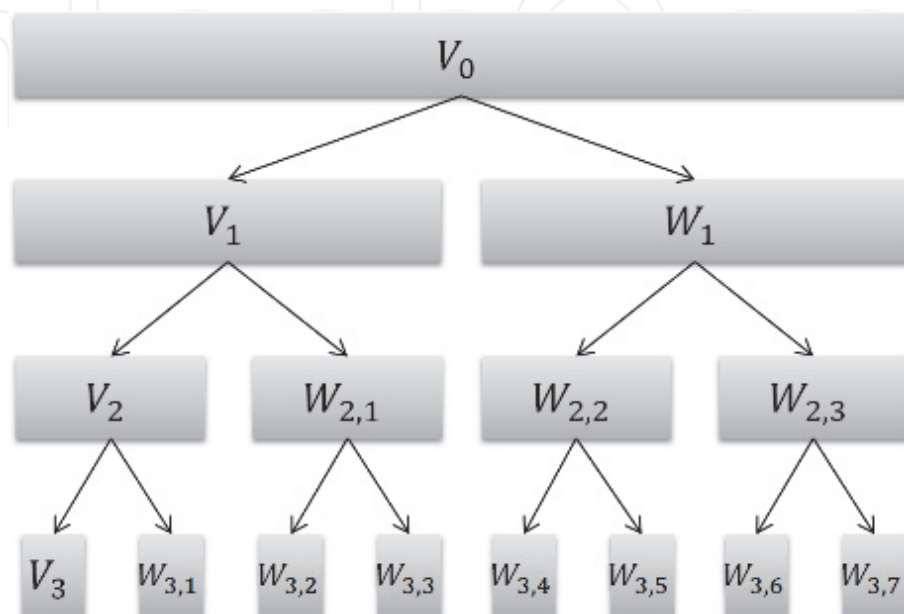 V₀
V₁ W₁
V₂ W₂,₁ W₂,₂ W₂,₃
V₃ W₃,₁ W₃,₂ W₃,₃ W₃,₄ W₃,₅ W₃,₆ W₃,₇